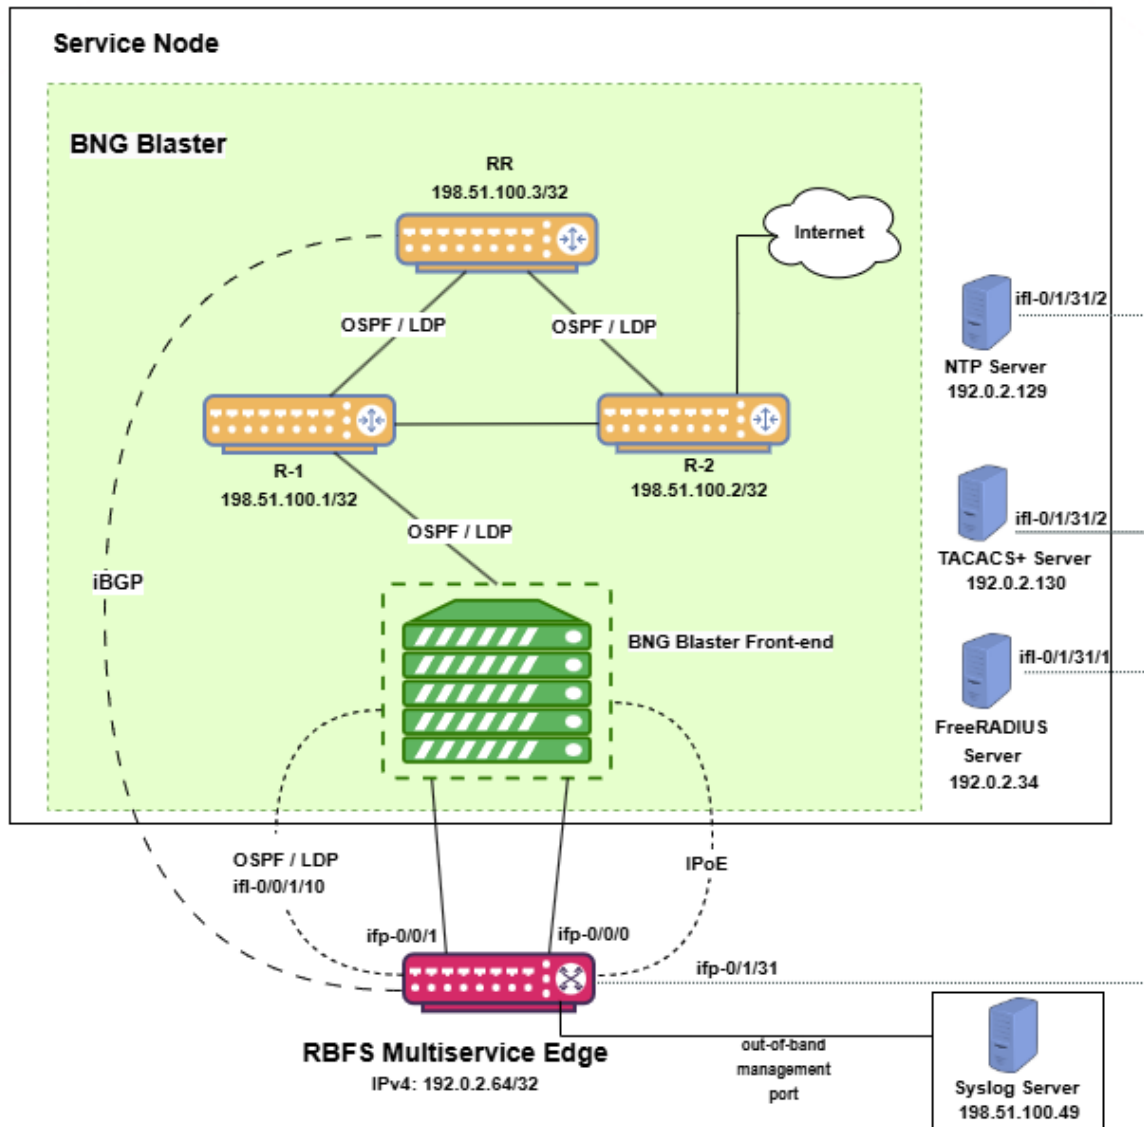 Service Node
BNG Blaster
RR
198.51.100.3/32
Internet
OSPF / LDP
OSPF / LDP
ifl-0/1/31/2
NTP Server
192.0.2.129
R-1
198.51.100.1/32
R-2
198.51.100.2/32
OSPF / LDP
ifl-0/1/31/2
TACACS+ Server
192.0.2.130
iBGP
BNG Blaster Front-end
ifl-0/1/31/1
FreeRADIUS
Server
192.0.2.34
OSPF / LDP
ifl-0/0/1/10
IPoE
ifp-0/0/1
ifp-0/0/0
ifp-0/1/31
RBFS Multiservice Edge
IPv4: 192.0.2.64/32
out-of-band
management
port
Syslog Server
198.51.100.49